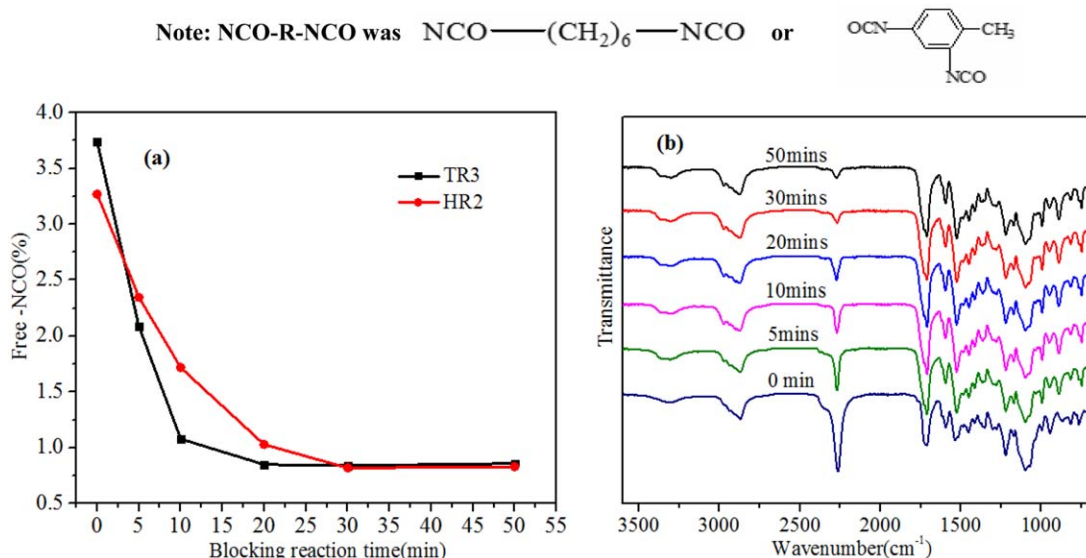 Note: NCO-R-NCO was NCO—(CH₂)₆—NCO or
OCN
CH₃
NCO
(a)
TR3
HR2
Free -NCO(%)
4.0
3.5
3.0
2.5
2.0
1.5
1.0
0.5
0 5 10 15 20 25 30 35 40 45 50 55
Blocking reaction time(min)
(b)
50mins
30mins
20mins
10mins
5mins
0 min
Transmittance
3500 3000 2500 2000 1500 1000
Wavenumber(cm⁻¹)